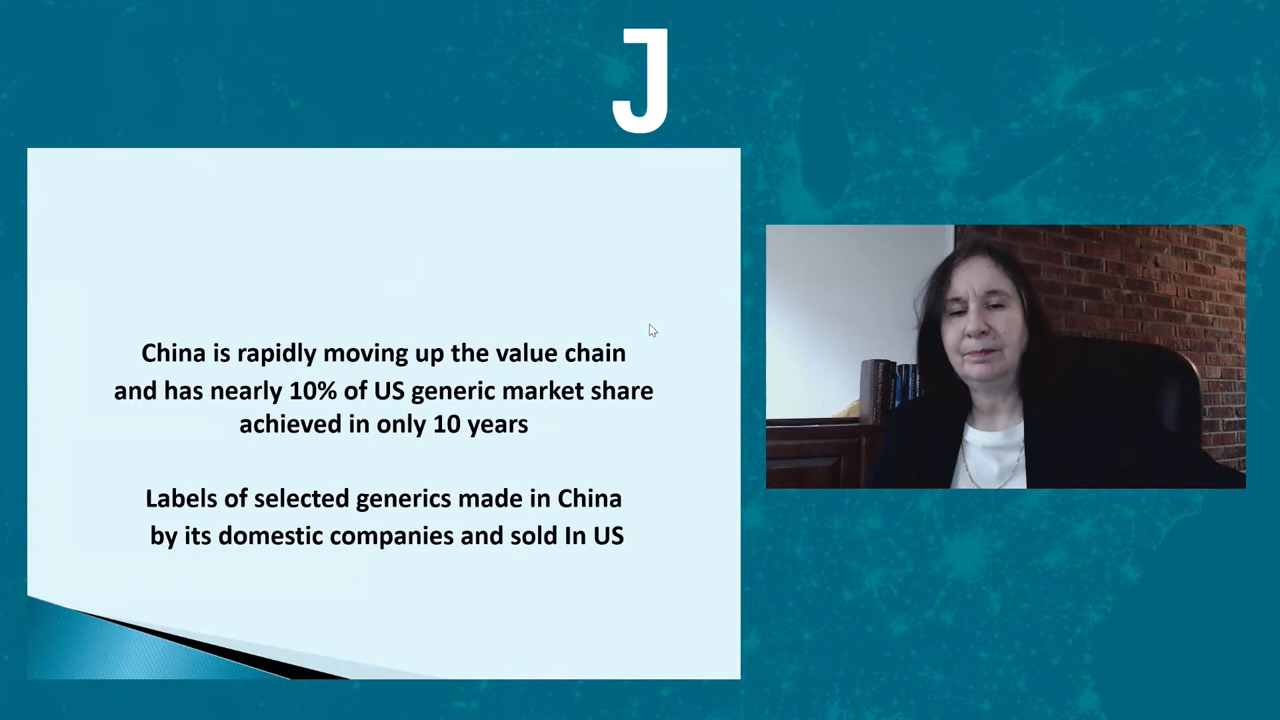 J
China is rapidly moving up the value chain
and has nearly 10% of US generic market share
achieved in only 10 years
Labels of selected generics made in China
by its domestic companies and sold In US